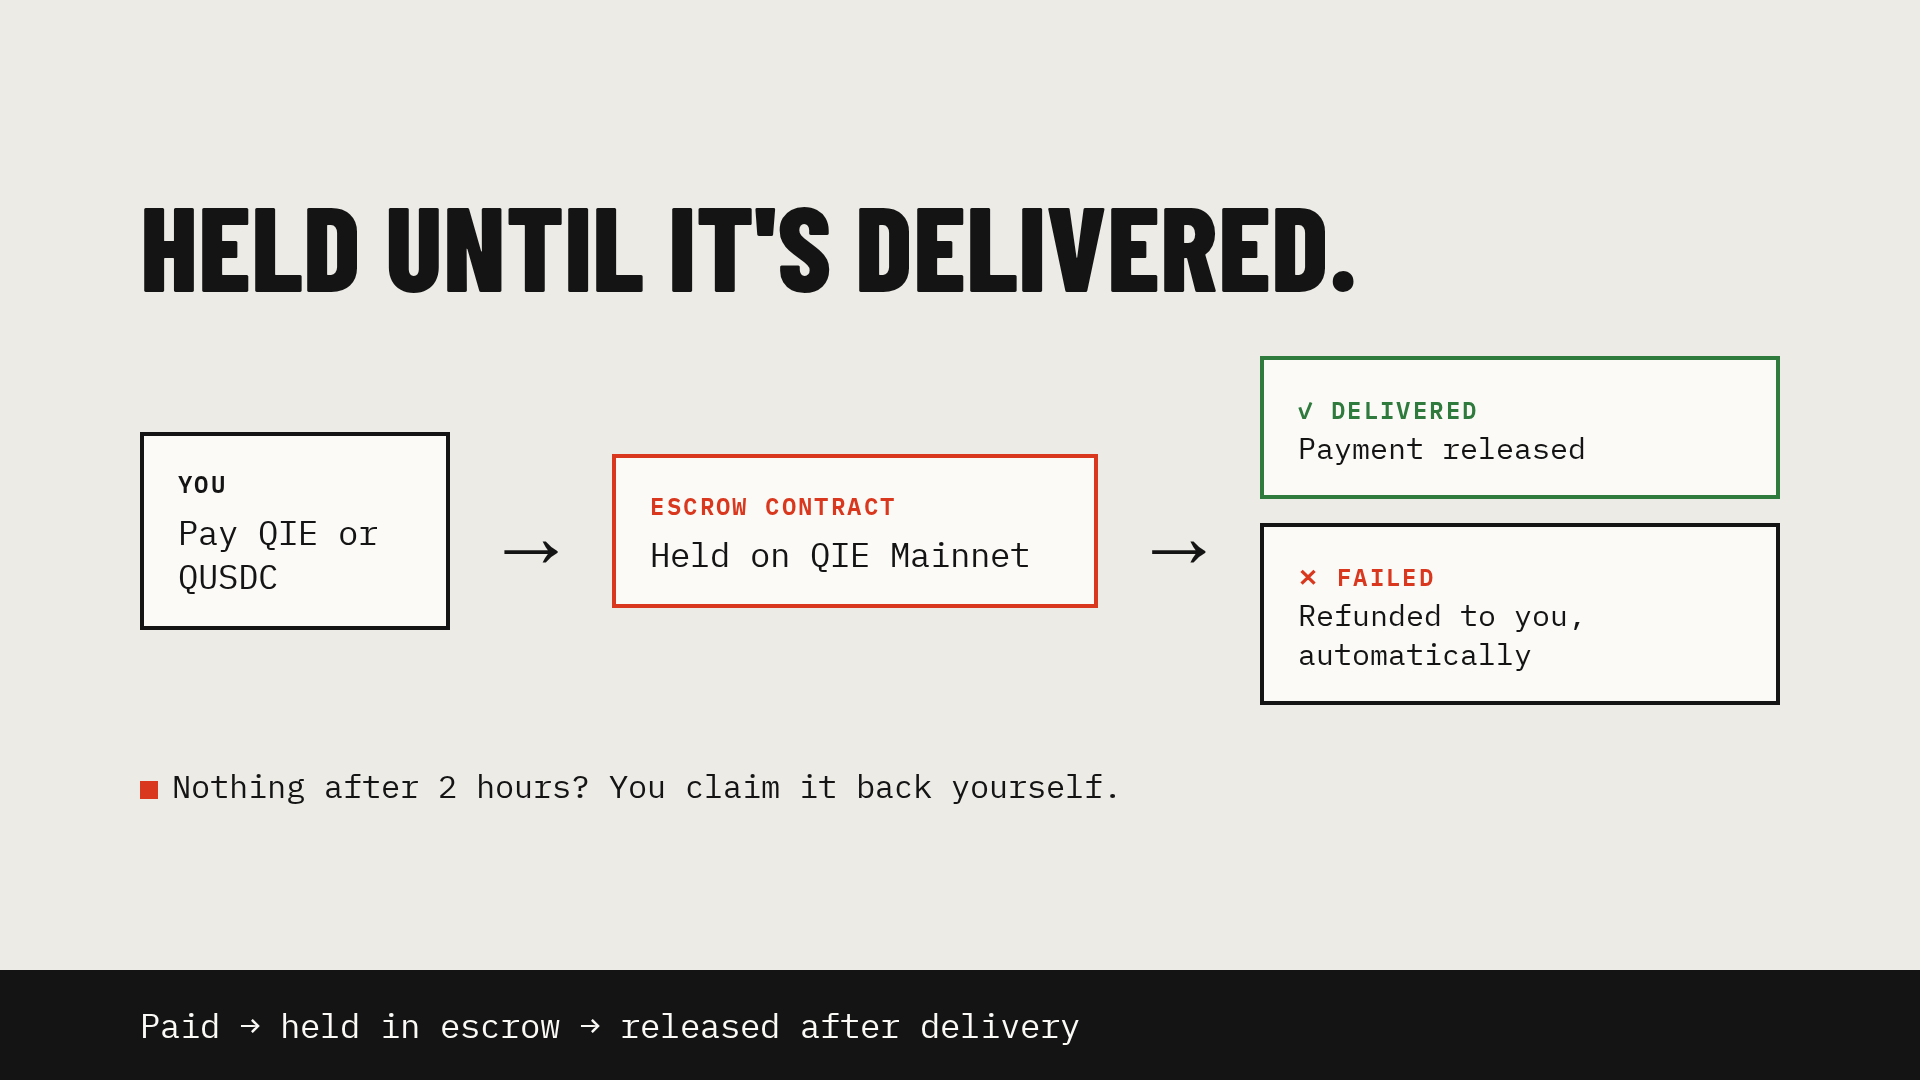 HELD UNTIL IT'S DELIVERED.
YOU
Pay QIE or
QUSDC
→
ESCROW CONTRACT
Held on QIE Mainnet
→
✓ DELIVERED
Payment released
✕ FAILED
Refunded to you,
automatically
Nothing after 2 hours? You claim it back yourself.
Paid → held in escrow → released after delivery